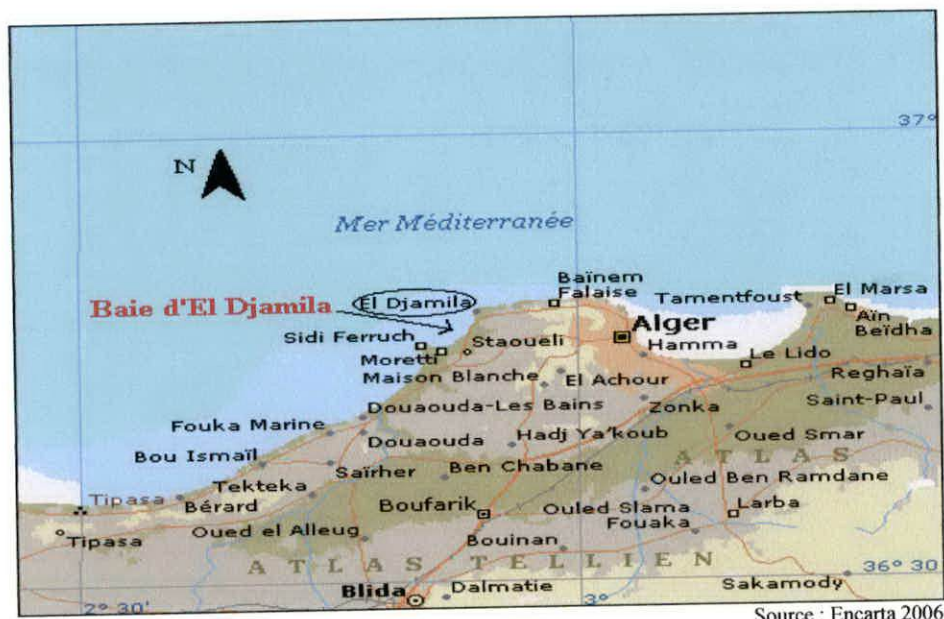 37°
N
Mer Méditerranée
Baïnem
Falaise
Tamentfoust
El Marsa
Baie d'El Djamila
El Djamila
Aïn
Beïdha
Alger
Sidi Ferruch
Staoueli
Hamma
Moretti
Le Lido
Maison Blanche
El Achour
Reghaïa
Douaouda-Les Bains
Zonka
Saint-Paul
Fouka Marine
Douaouda
Hadj Ya'koub
Oued Smar
Bou Ismaïl
Saïrher
Ben Chabane
ATLAS
Tekteka
Ouled Ben Ramdane
Tipasa
Bérard
Boufarik
Ouled Slama
Larba
Tipasa
Oued el Alleug
Bouinan
Fouaka
ATLAS TELLIEN
36° 30
Blida
Dalmatie
Sakamody
2° 30'
3°
Source : Encarta 2006